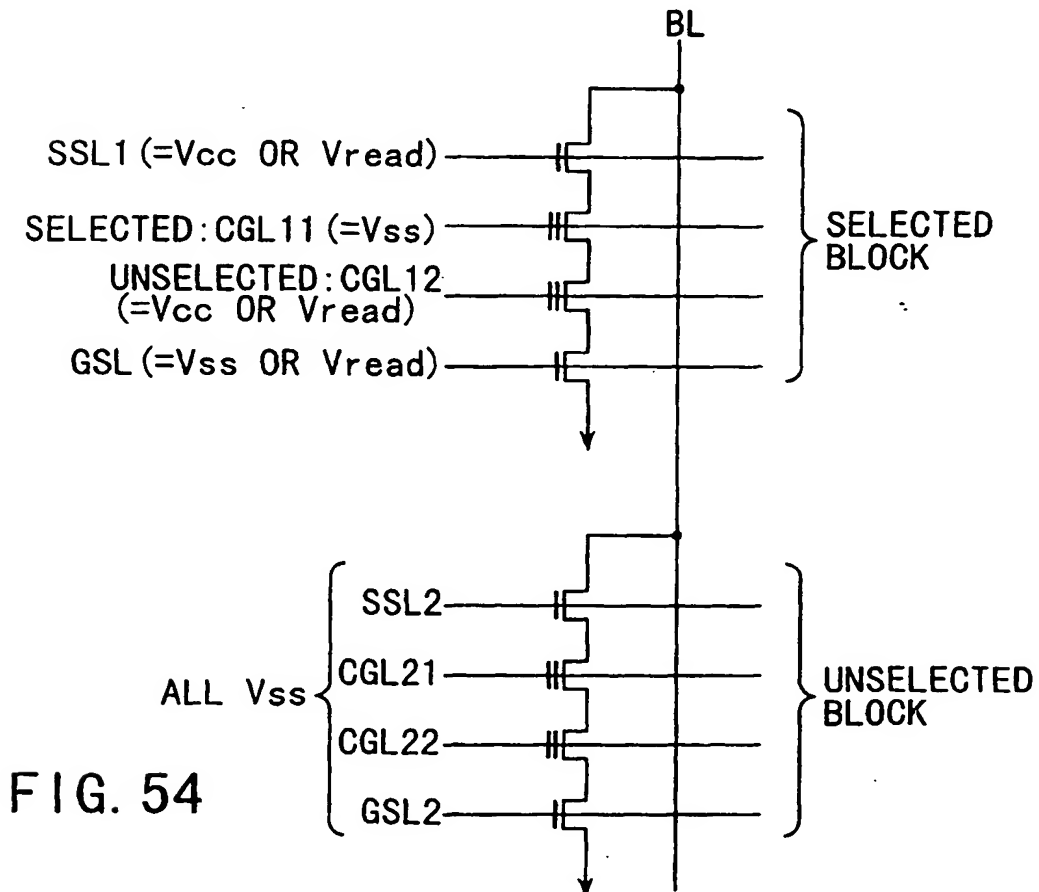 BL
SSL1(=Vcc OR Vread)
SELECTED:CGL11(=Vss)
UNSELECTED:CGL12
(=Vcc OR Vread)
GSL(=Vss OR Vread)
SELECTED
BLOCK
SSL2
CGL21
ALL Vss
CGL22
GSL2
UNSELECTED
BLOCK
FIG. 54